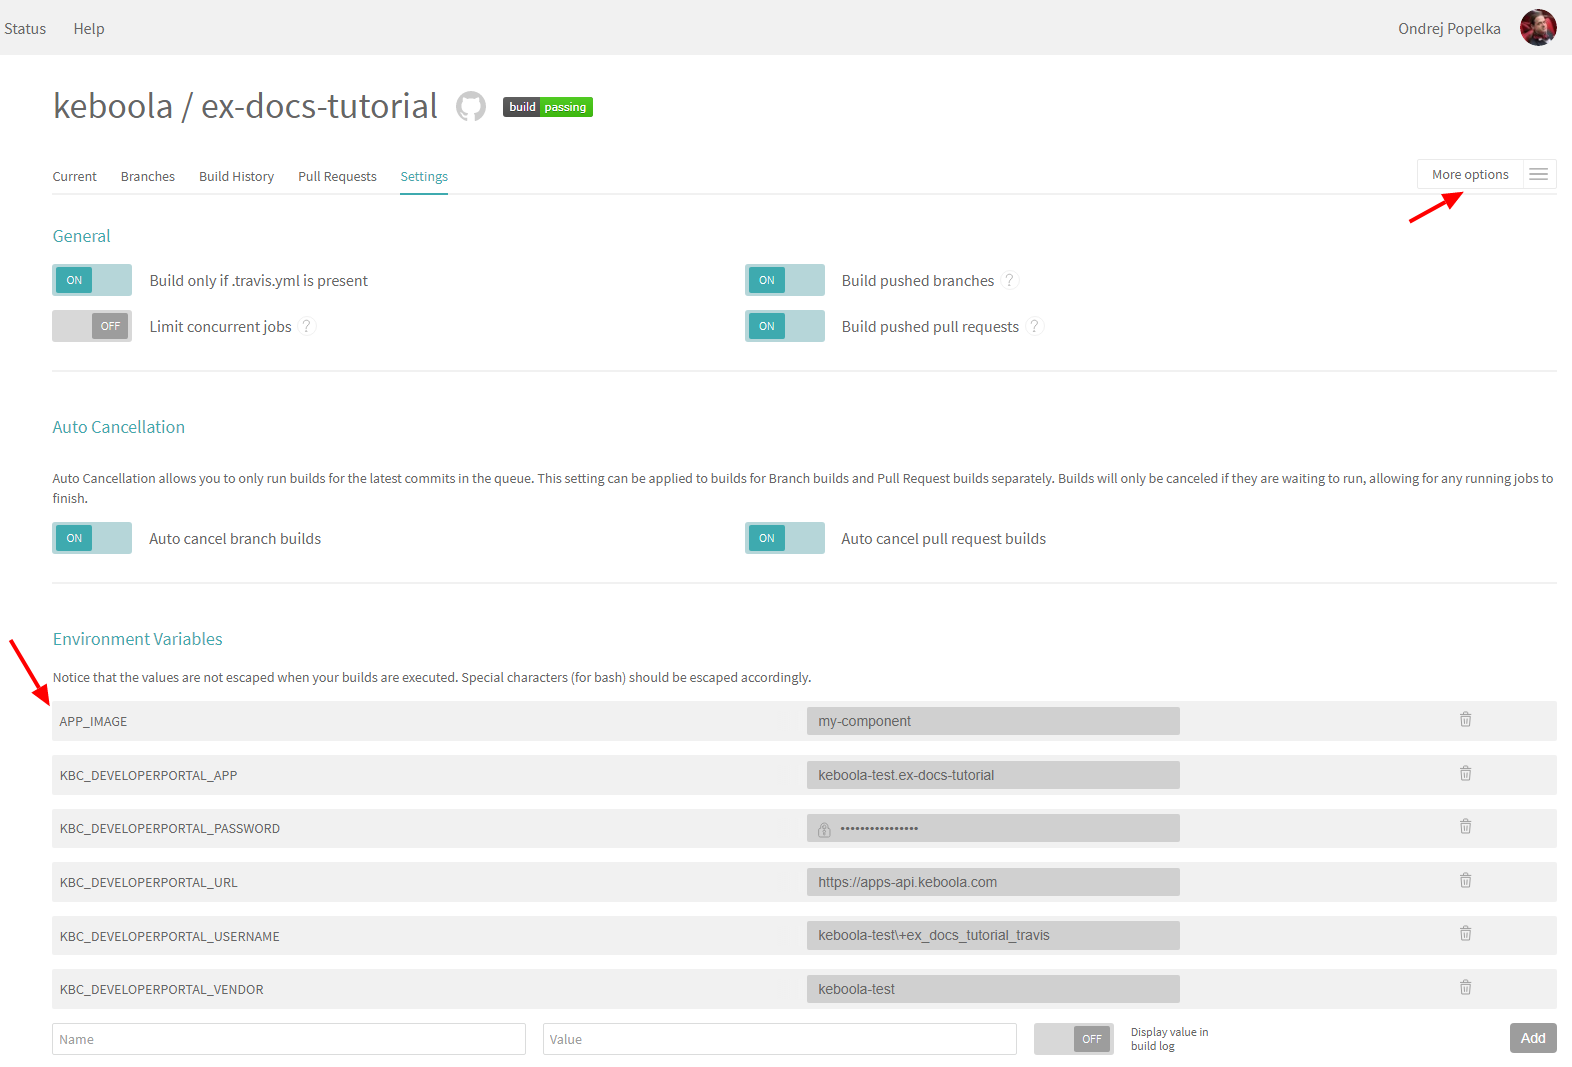 Status Help Ondrej Popelka
keboola / ex-docs-tutorial build passing
Current Branches Build History Pull Requests Settings More options
General
ON Build only if .travis.yml is present ON Build pushed branches ?
OFF Limit concurrent jobs ? ON Build pushed pull requests ?
Auto Cancellation
Auto Cancellation allows you to only run builds for the latest commits in the queue. This setting can be applied to builds for Branch builds and Pull Request builds separately. Builds will only be canceled if they are waiting to run, allowing for any running jobs to
finish.
ON Auto cancel branch builds ON Auto cancel pull request builds
Environment Variables
Notice that the values are not escaped when your builds are executed. Special characters (for bash) should be escaped accordingly.
APP_IMAGE my-component
KBC_DEVELOPERPORTAL_APP keboola-test.ex-docs-tutorial
KBC_DEVELOPERPORTAL_PASSWORD ••••••••••••••••
KBC_DEVELOPERPORTAL_URL https://apps-api.keboola.com
KBC_DEVELOPERPORTAL_USERNAME keboola-test\+ex_docs_tutorial_travis
KBC_DEVELOPERPORTAL_VENDOR keboola-test
Name Value OFF Display value in
build log
Add